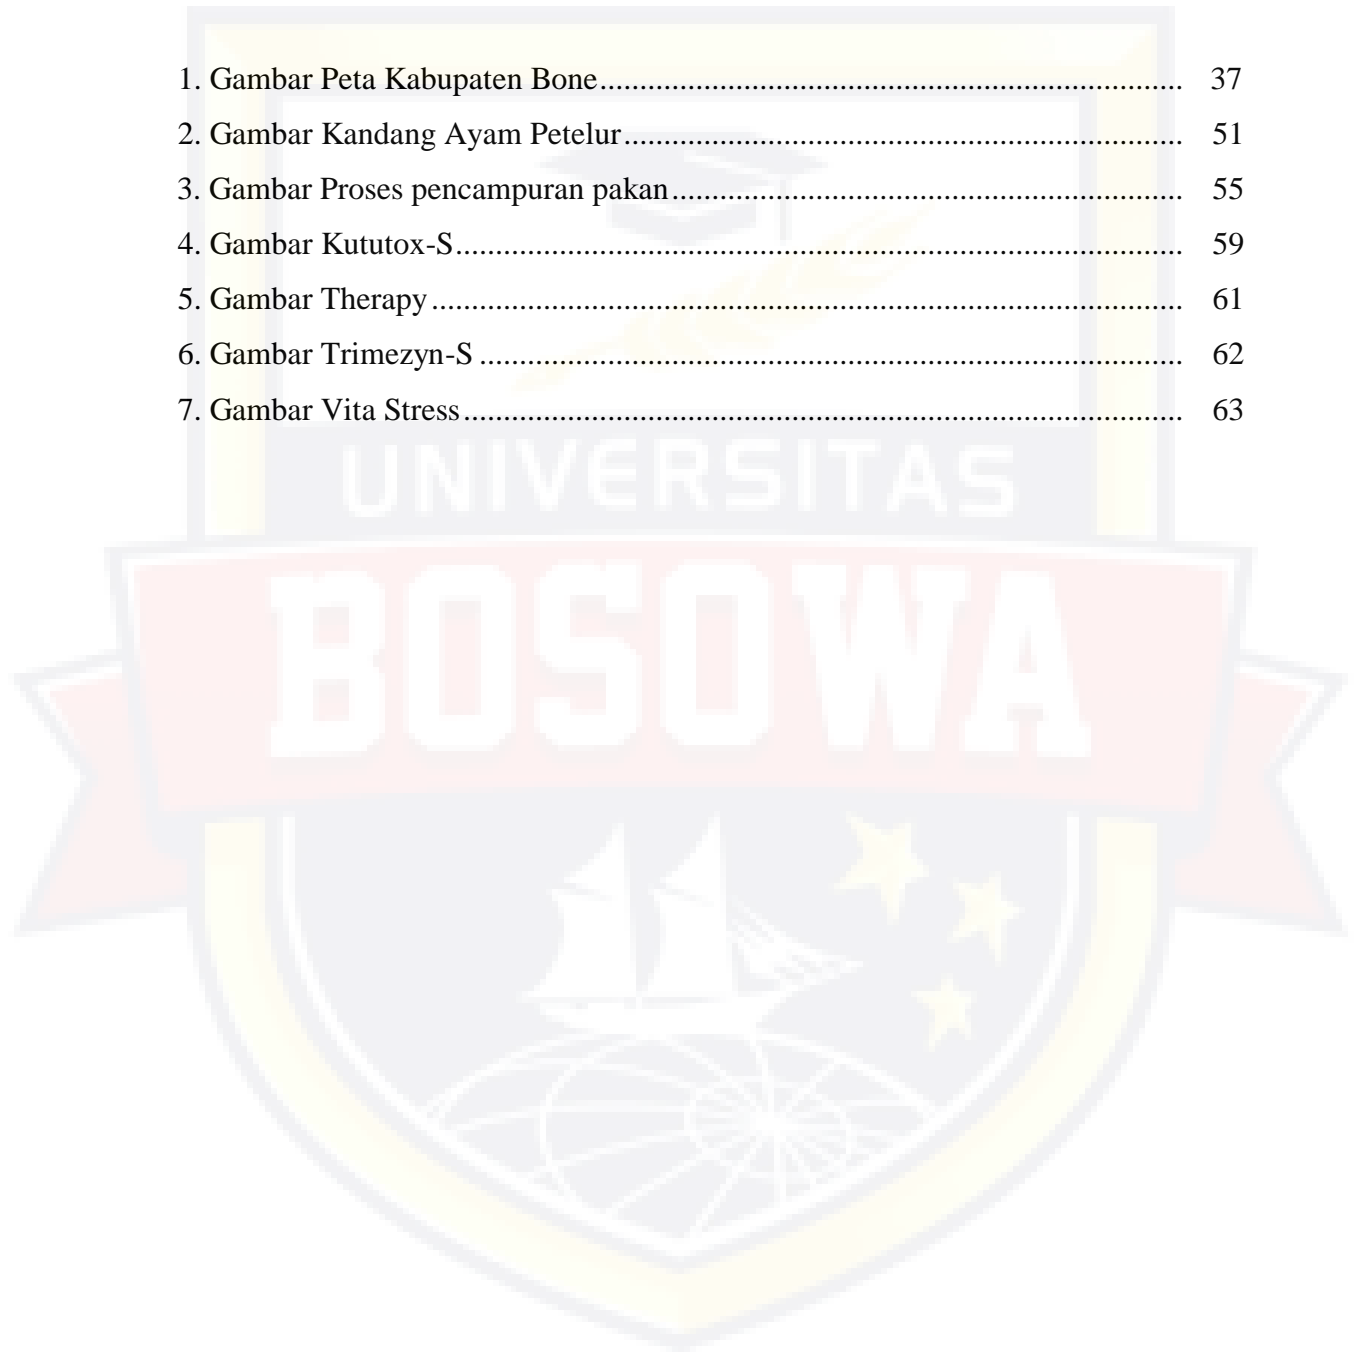 1. Gambar Peta Kabupaten Bone.......................................................................... 37
2. Gambar Kandang Ayam Petelur...................................................................... 51
3. Gambar Proses pencampuran pakan................................................................ 55
4. Gambar Kututox-S........................................................................................... 59
5. Gambar Therapy.............................................................................................. 61
6. Gambar Trimezyn-S ........................................................................................ 62
7. Gambar Vita Stress.......................................................................................... 63
UNIVERSITAS
BOSOWA